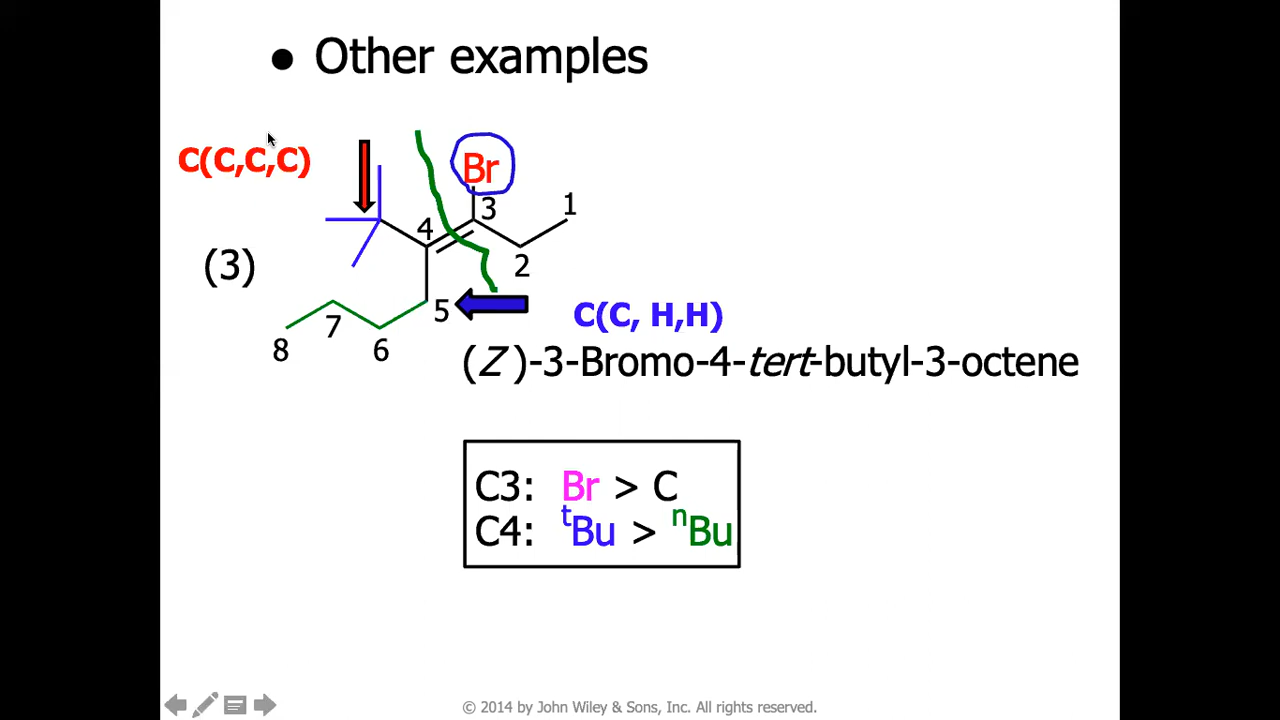 ● Other examples
C(C,C,C)
Br
3
1
4
2
(3)
5
C(C, H,H)
7
8
6
(Z )-3-Bromo-4-tert-butyl-3-octene
C3: Br > C
C4: tBu > nBu
© 2014 by John Wiley & Sons, Inc. All rights reserved.